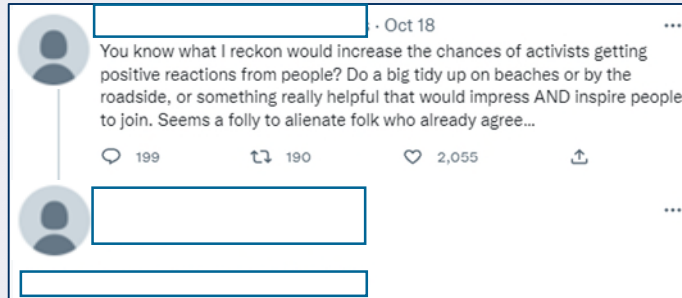 · Oct 18
You know what I reckon would increase the chances of activists getting
positive reactions from people? Do a big tidy up on beaches or by the
roadside, or something really helpful that would impress AND inspire people
to join. Seems a folly to alienate folk who already agree...
199 190 2,055